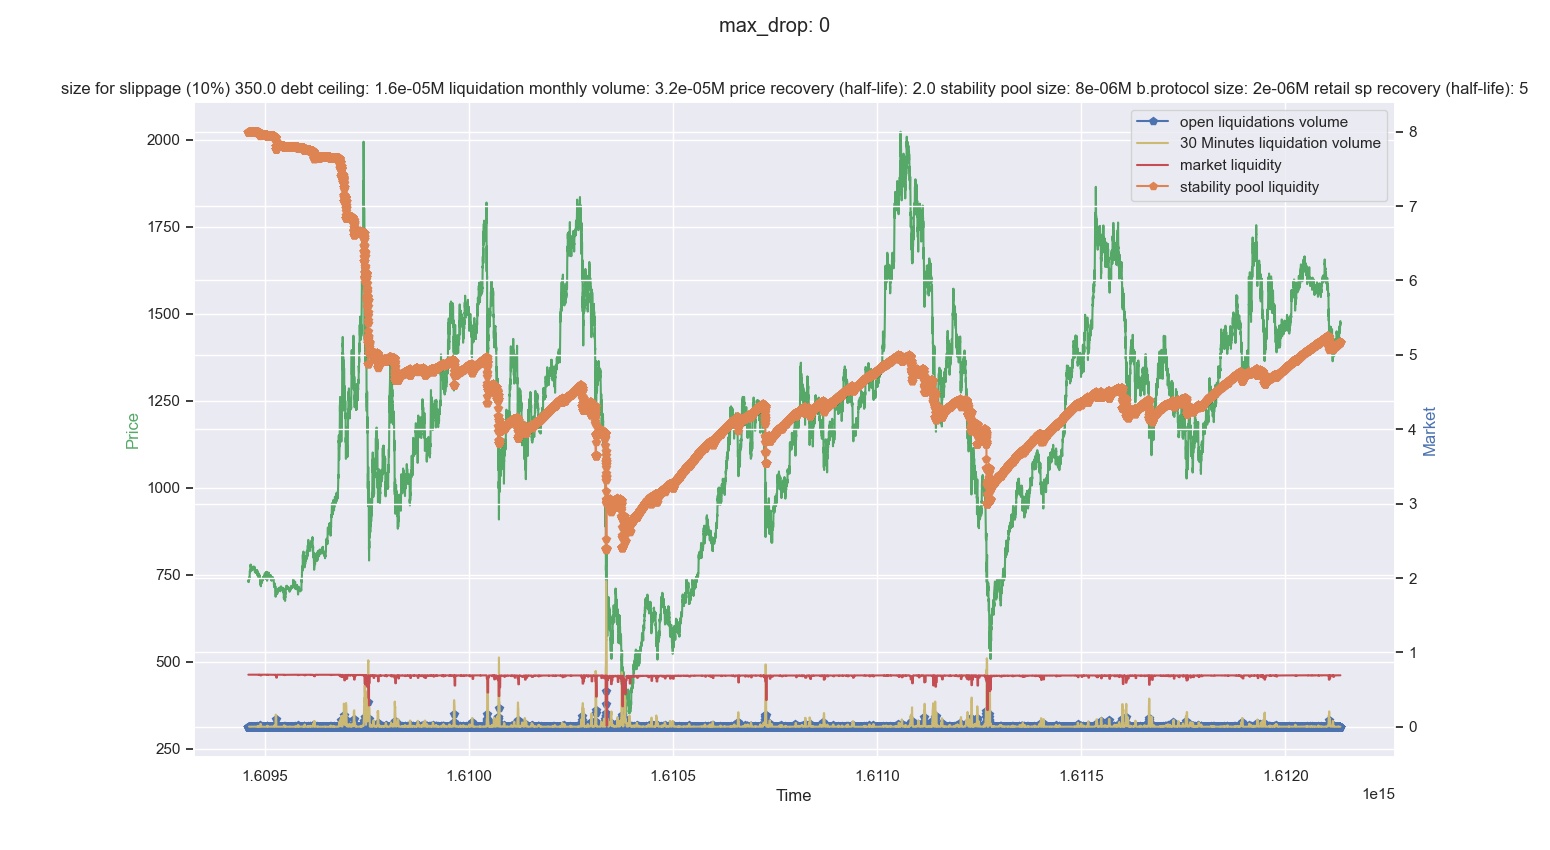 max_drop: 0
size for slippage (10%) 350.0 debt ceiling: 1.6e-05M liquidation monthly volume: 3.2e-05M price recovery (half-life): 2.0 stability pool size: 8e-06M b.protocol size: 2e-06M retail sp recovery (half-life): 5
open liquidations volume
30 Minutes liquidation volume
market liquidity
stability pool liquidity
2000
1750
1500
1250
1000
750
500
250
Price
8
7
6
5
4
3
2
1
0
Market
1.6095
1.6100
1.6105
1.6110
1.6115
1.6120
Time
1e15